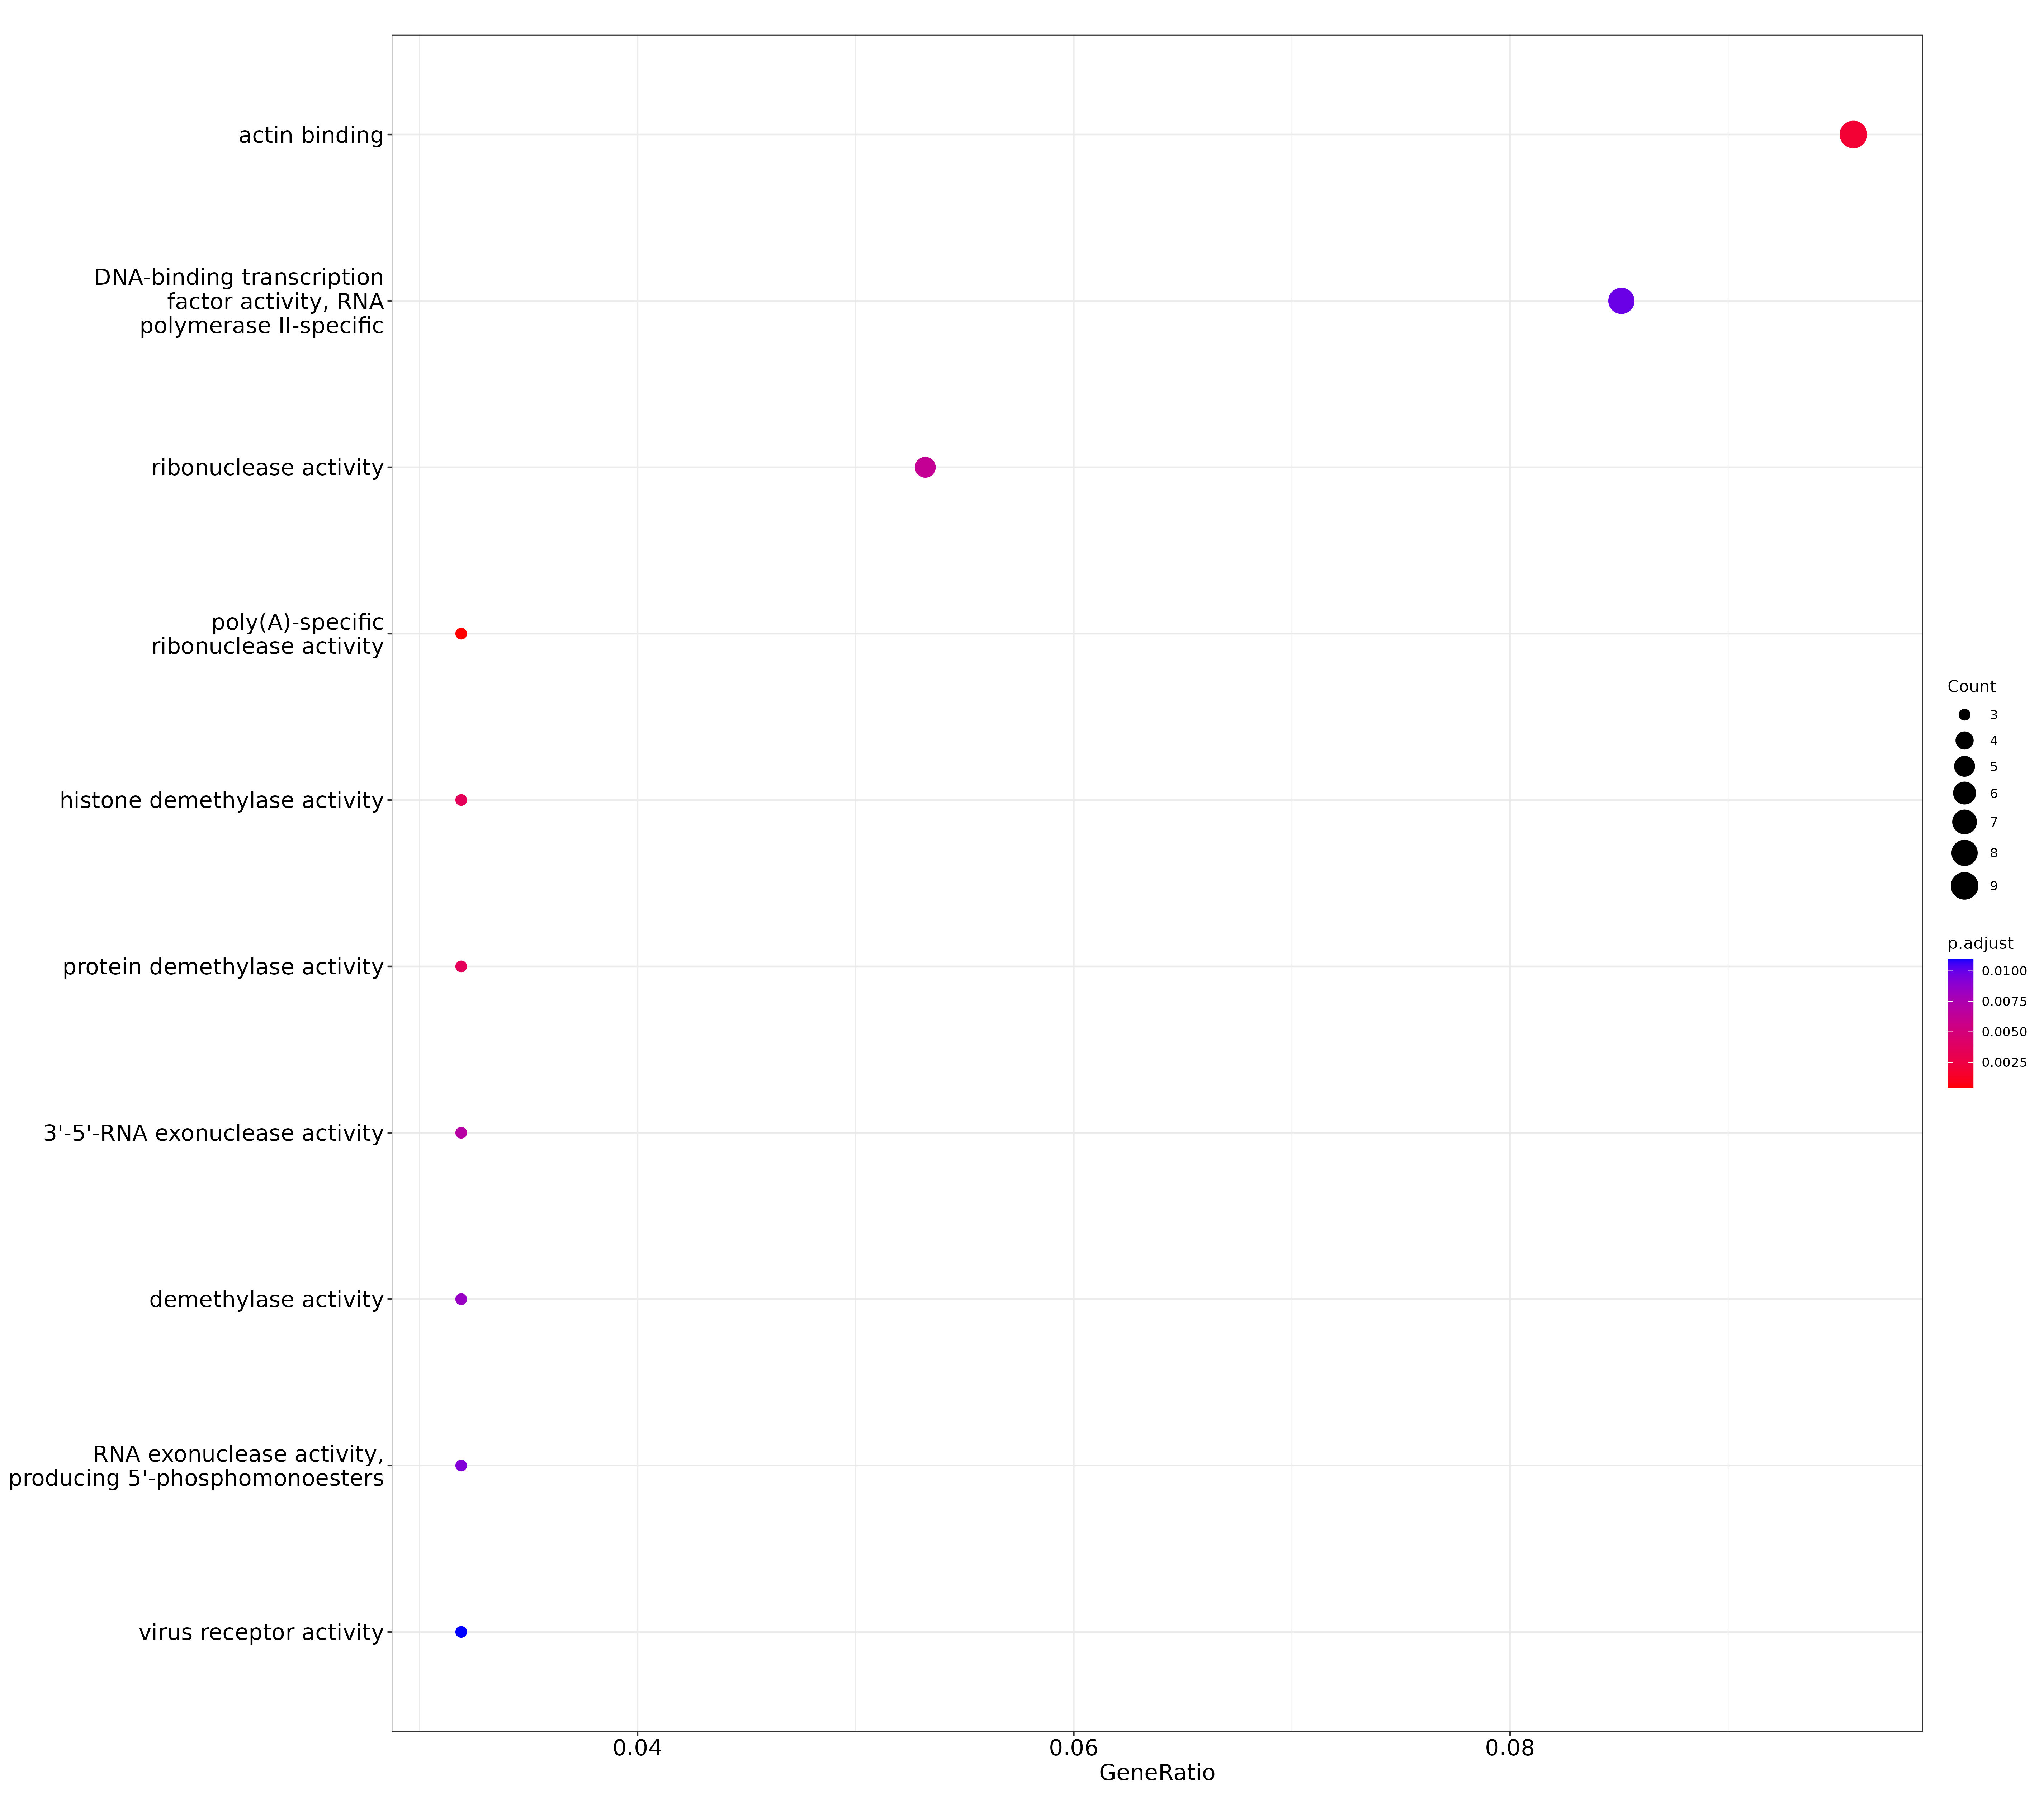 actin binding
DNA-binding transcription
factor activity, RNA
polymerase II-specific
ribonuclease activity
poly(A)-specific
ribonuclease activity
histone demethylase activity
protein demethylase activity
3'-5'-RNA exonuclease activity
demethylase activity
RNA exonuclease activity,
producing 5'-phosphomonoesters
virus receptor activity
0.04
0.06
0.08
GeneRatio
Count
3
4
5
6
7
8
9
p.adjust
0.0100
0.0075
0.0050
0.0025